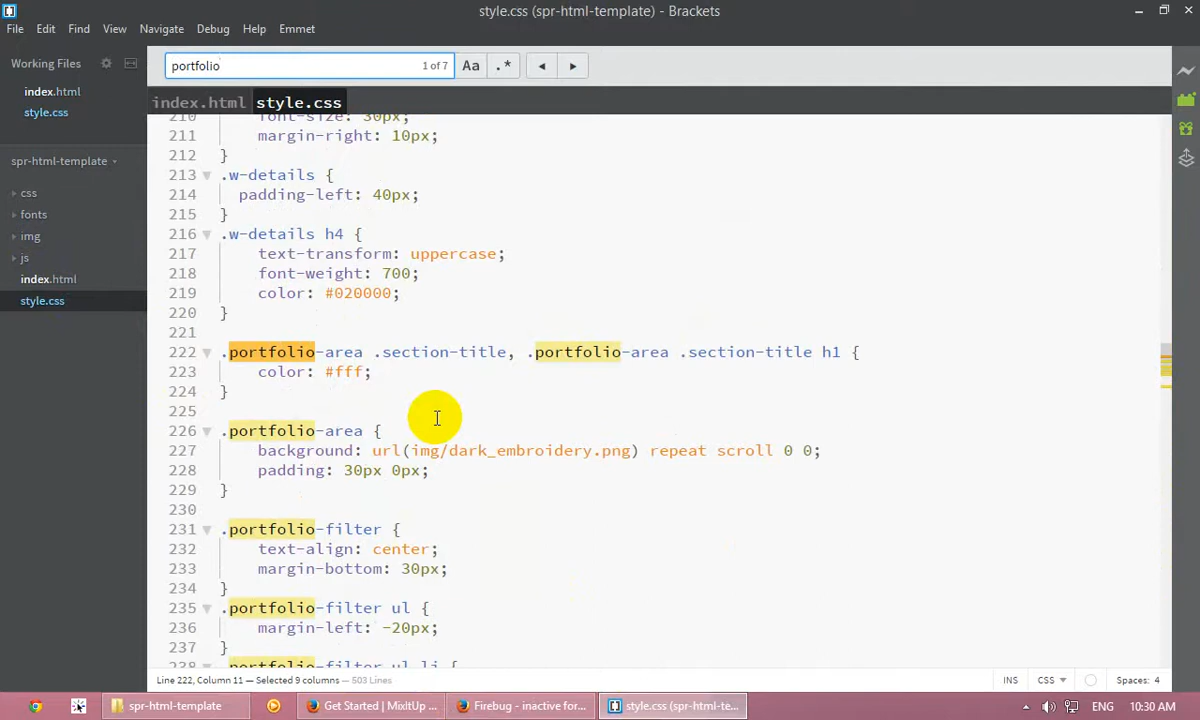 style.css (spr-html-template) - Brackets
File Edit Find View Navigate Debug Help Emmet
Working Files
index.html
style.css
spr-html-template
css
fonts
img
js
index.html
style.css
portfolio 1 of 7 Aa .*
index.html style.css
210 font-size: 30px;
211 margin-right: 10px;
212 }
213 .w-details {
214 padding-left: 40px;
215 }
216 .w-details h4 {
217 text-transform: uppercase;
218 font-weight: 700;
219 color: #020000;
220 }
221
222 .portfolio-area .section-title, .portfolio-area .section-title h1 {
223 color: #fff;
224 }
225
226 .portfolio-area {
227 background: url(img/dark_embroidery.png) repeat scroll 0 0;
228 padding: 30px 0px;
229 }
230
231 .portfolio-filter {
232 text-align: center;
233 margin-bottom: 30px;
234 }
235 .portfolio-filter ul {
236 margin-left: -20px;
237 }
238 .portfolio-filter ul li {
Line 222, Column 11 — Selected 9 columns — 503 Lines
INS CSS Spaces: 4
spr-html-template
Get Started | MixItUp ...
Firebug - inactive for...
style.css (spr-html-te...
ENG 10:30 AM